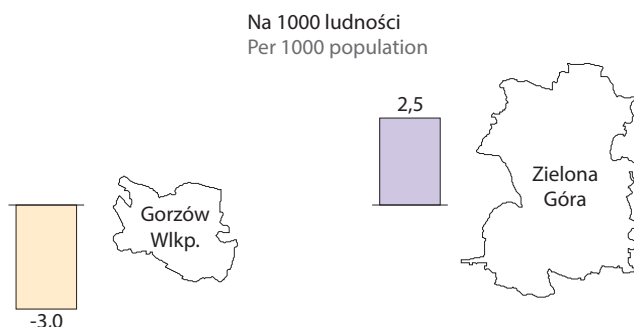 Na 1000 ludności
Per 1000 population
2,5
Zielona
Góra
Gorzów
Wlkp.
-3,0